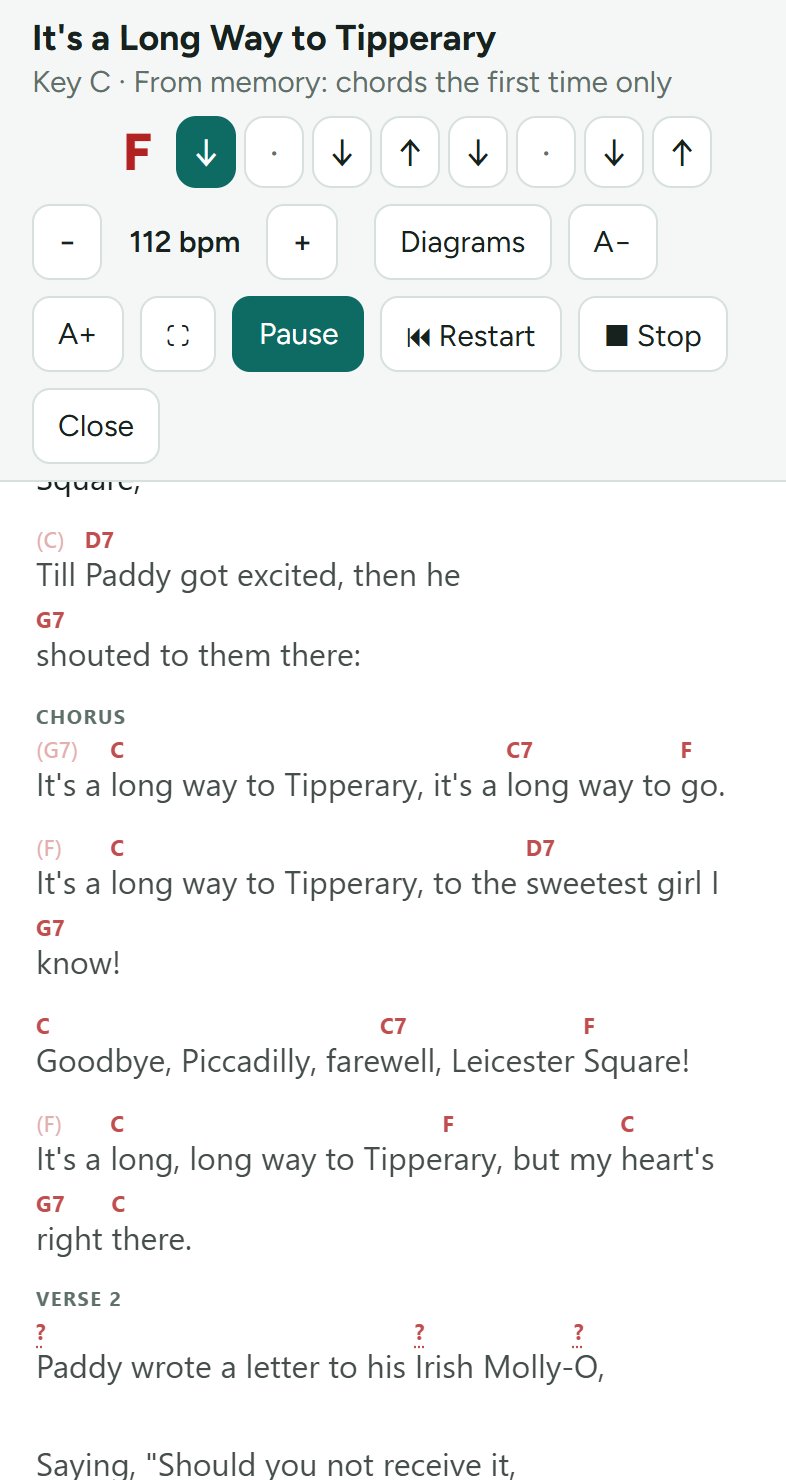 It's a Long Way to Tipperary
Key C · From memory: chords the first time only
F ↓ · ↓ ↑ ↓ · ↓ ↑
− 112 bpm + Diagrams A−
A+ ⛶ Pause ⏮ Restart ■ Stop
Close
Square,
(C) D7
Till Paddy got excited, then he
G7
shouted to them there:
CHORUS
(G7) C C7 F
It's a long way to Tipperary, it's a long way to go.
(F) C D7
It's a long way to Tipperary, to the sweetest girl I
G7
know!
C C7 F
Goodbye, Piccadilly, farewell, Leicester Square!
(F) C F C
It's a long, long way to Tipperary, but my heart's
G7 C
right there.
VERSE 2
? ? ?
Paddy wrote a letter to his Irish Molly-O,
Saying, "Should you not receive it,